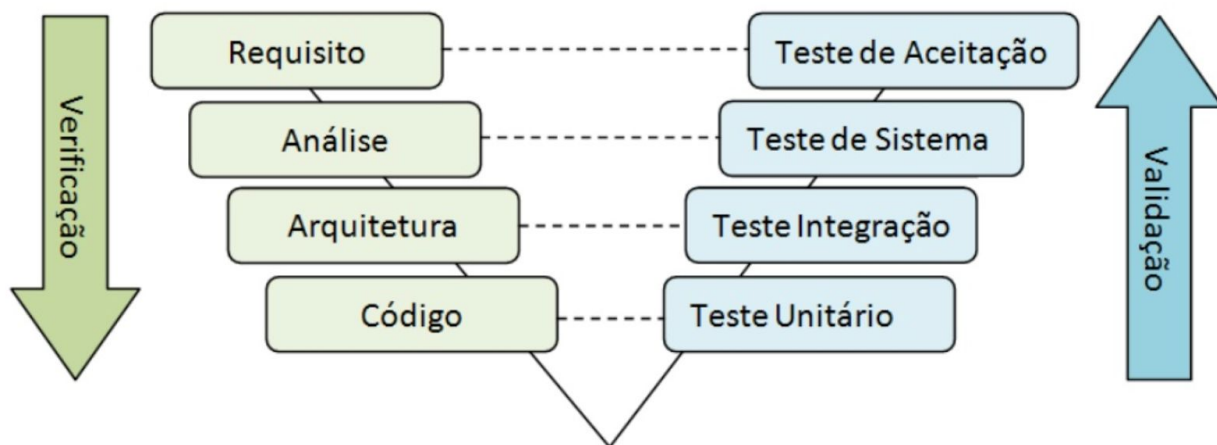 Verificação
Requisito
Teste de Aceitação
Análise
Teste de Sistema
Arquitetura
Teste Integração
Código
Teste Unitário
Validação